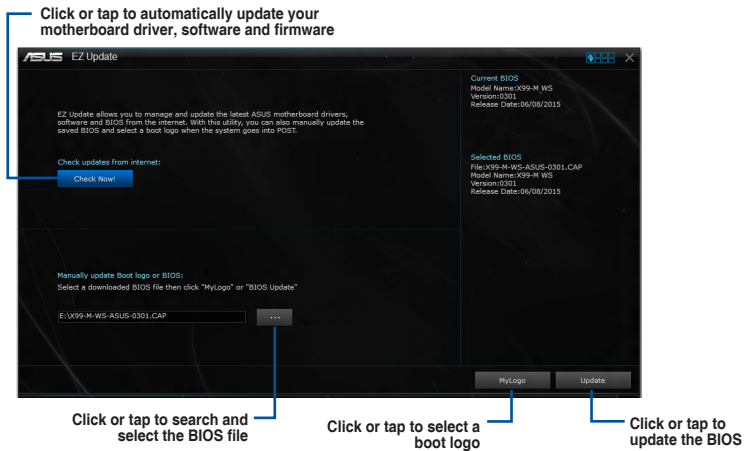 Click or tap to automatically update your
motherboard driver, software and firmware
ASUS EZ Update
Current BIOS
Model Name:X99-M WS
Version:0301
Release Date:06/08/2015
EZ Update allows you to manage and update the latest ASUS motherboard drivers,
software and BIOS from the internet. With this utility, you can also manually update the
saved BIOS and select a boot logo when the system goes into POST.
Check updates from internet:
Check Now!
Selected BIOS
File:X99-M-WS-ASUS-0301.CAP
Model Name:X99-M WS
Version:0301
Release Date:06/08/2015
Manually update Boot logo or BIOS:
Select a downloaded BIOS file then click "MyLogo" or "BIOS Update"
E:\X99-M-WS-ASUS-0301.CAP
...
MyLogo
Update
Click or tap to search and
select the BIOS file
Click or tap to select a
boot logo
Click or tap to
update the BIOS